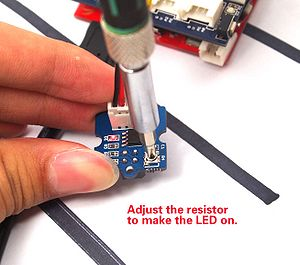 Adjust the resistor
to make the LED on.